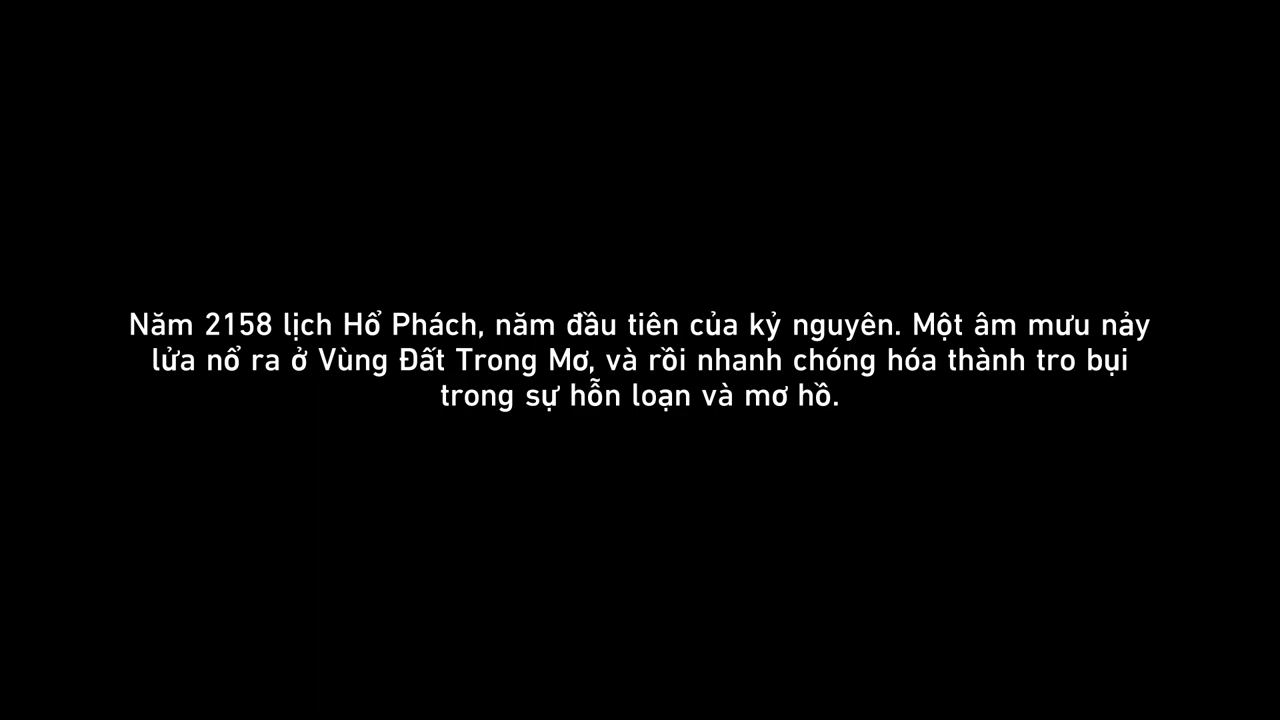 Năm 2158 lịch Hổ Phách, năm đầu tiên của kỷ nguyên. Một âm mưu nảy
lửa nổ ra ở Vùng Đất Trong Mơ, và rồi nhanh chóng hóa thành tro bụi
trong sự hỗn loạn và mơ hồ.